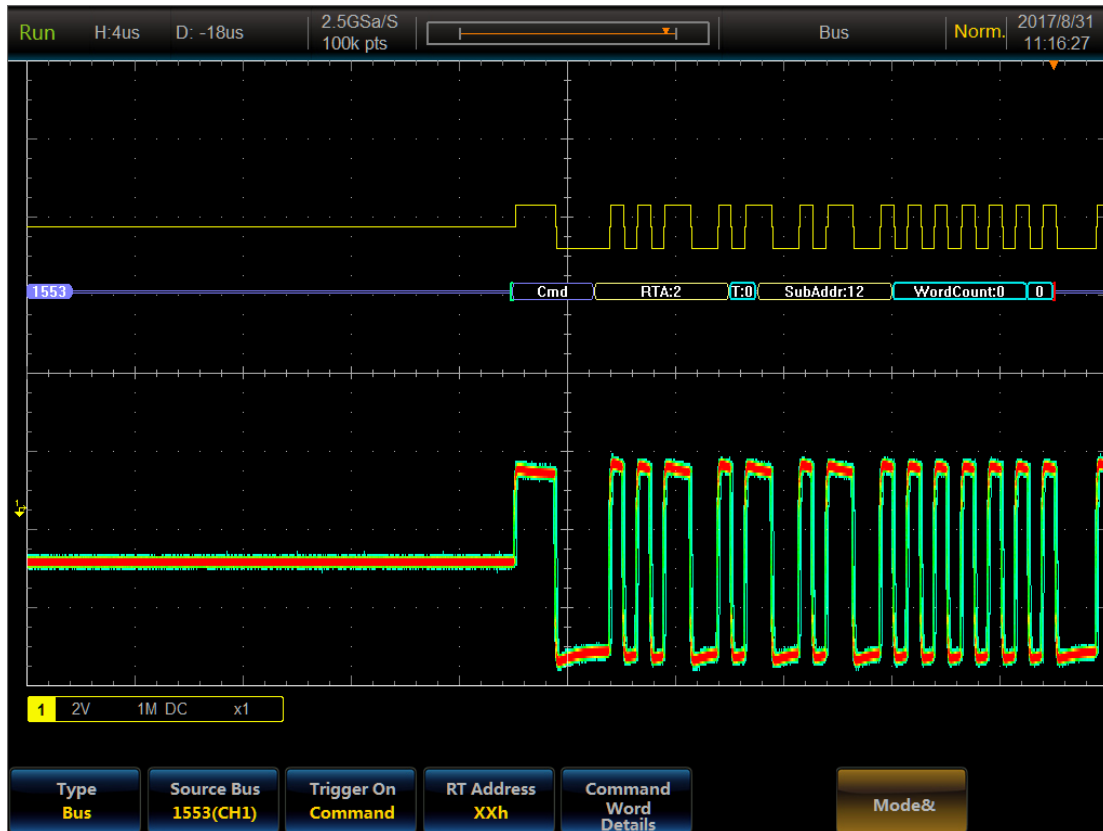 Run H:4us D: -18us 2.5GSa/S Bus Norm. 2017/8/31
100k pts 11:16:27
1553 Cmd RTA:2 T:0 SubAddr:12 WordCount:0 0
1
1 2V 1M DC x1
Type Source Bus Trigger On RT Address Command
Bus 1553(CH1) Command XXh Word
Details
Mode&